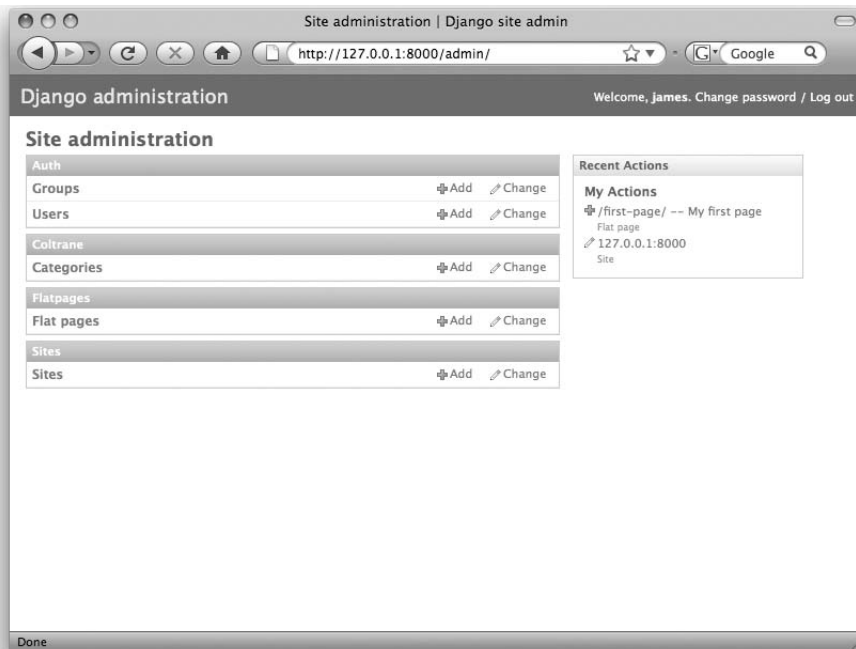 Site administration | Django site admin
http://127.0.0.1:8000/admin/
G Google
Django administration
Welcome, james. Change password / Log out
Site administration
Auth
Groups Add Change
Users Add Change
Coltrane
Categories Add Change
Flatpages
Flat pages Add Change
Sites
Sites Add Change
Recent Actions
My Actions
/first-page/ -- My first page
Flat page
127.0.0.1:8000
Site
Done